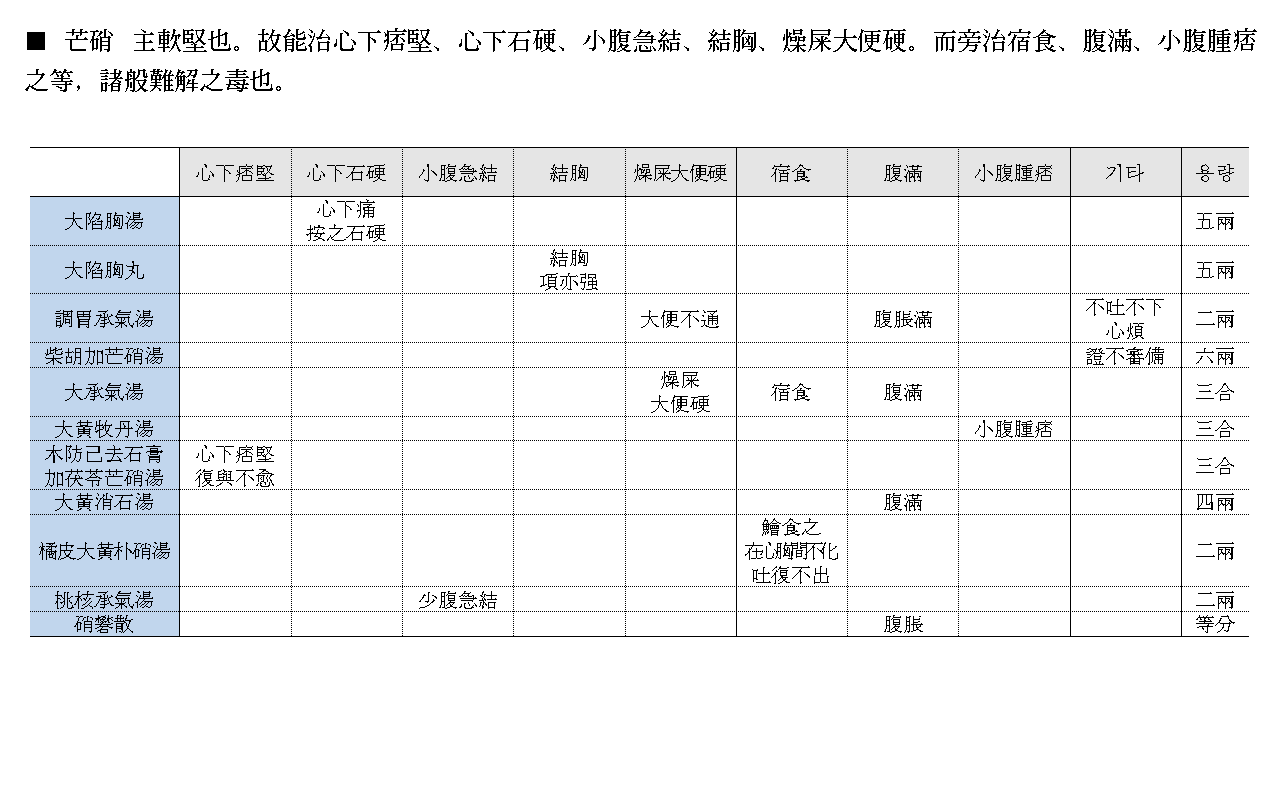 ■ 芒硝 主軟堅也。故能治心下痞堅、心下石硬、小腹急結、結胸、燥屎大便硬。而旁治宿食、腹滿、小腹腫痞
之等，諸般難解之毒也。
心下痞堅 心下石硬 小腹急結 結胸 燥屎大便硬 宿食 腹滿 小腹腫痞 기타 용량
大陷胸湯 心下痛 五兩
按之石硬
大陷胸丸 結胸 五兩
項亦强
調胃承氣湯 大便不通 腹脹滿 不吐不下 二兩
心煩
柴胡加芒硝湯 證不審備 六兩
大承氣湯 燥屎 宿食 腹滿 三合
大便硬
大黃牧丹湯 小腹腫痞 三合
木防己去石膏 心下痞堅 三合
加茯苓芒硝湯 復與不愈
大黃消石湯 腹滿 四兩
橘皮大黃朴硝湯 鱠食之 二兩
在心胸間不化
吐復不出
桃核承氣湯 少腹急結 二兩
硝礬散 腹脹 等分